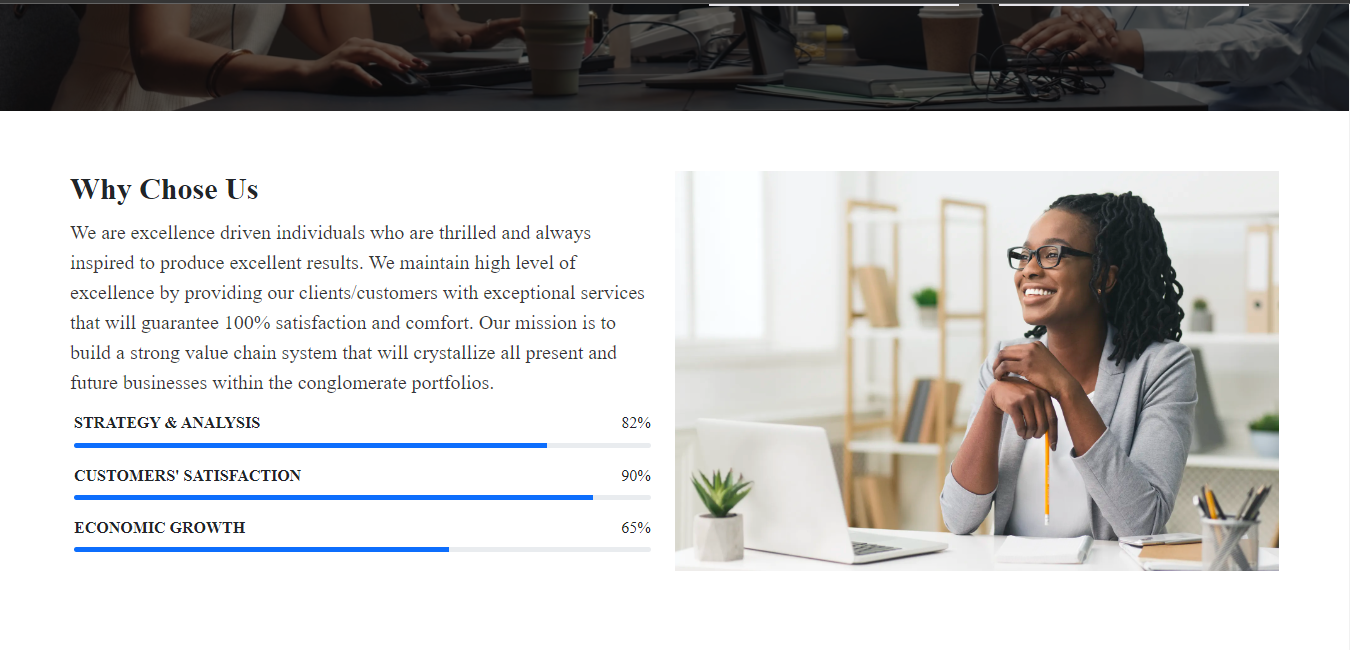 Why Chose Us
We are excellence driven individuals who are thrilled and always
inspired to produce excellent results. We maintain high level of
excellence by providing our clients/customers with exceptional services
that will guarantee 100% satisfaction and comfort. Our mission is to
build a strong value chain system that will crystallize all present and
future businesses within the conglomerate portfolios.
STRATEGY & ANALYSIS 82%
CUSTOMERS' SATISFACTION 90%
ECONOMIC GROWTH 65%